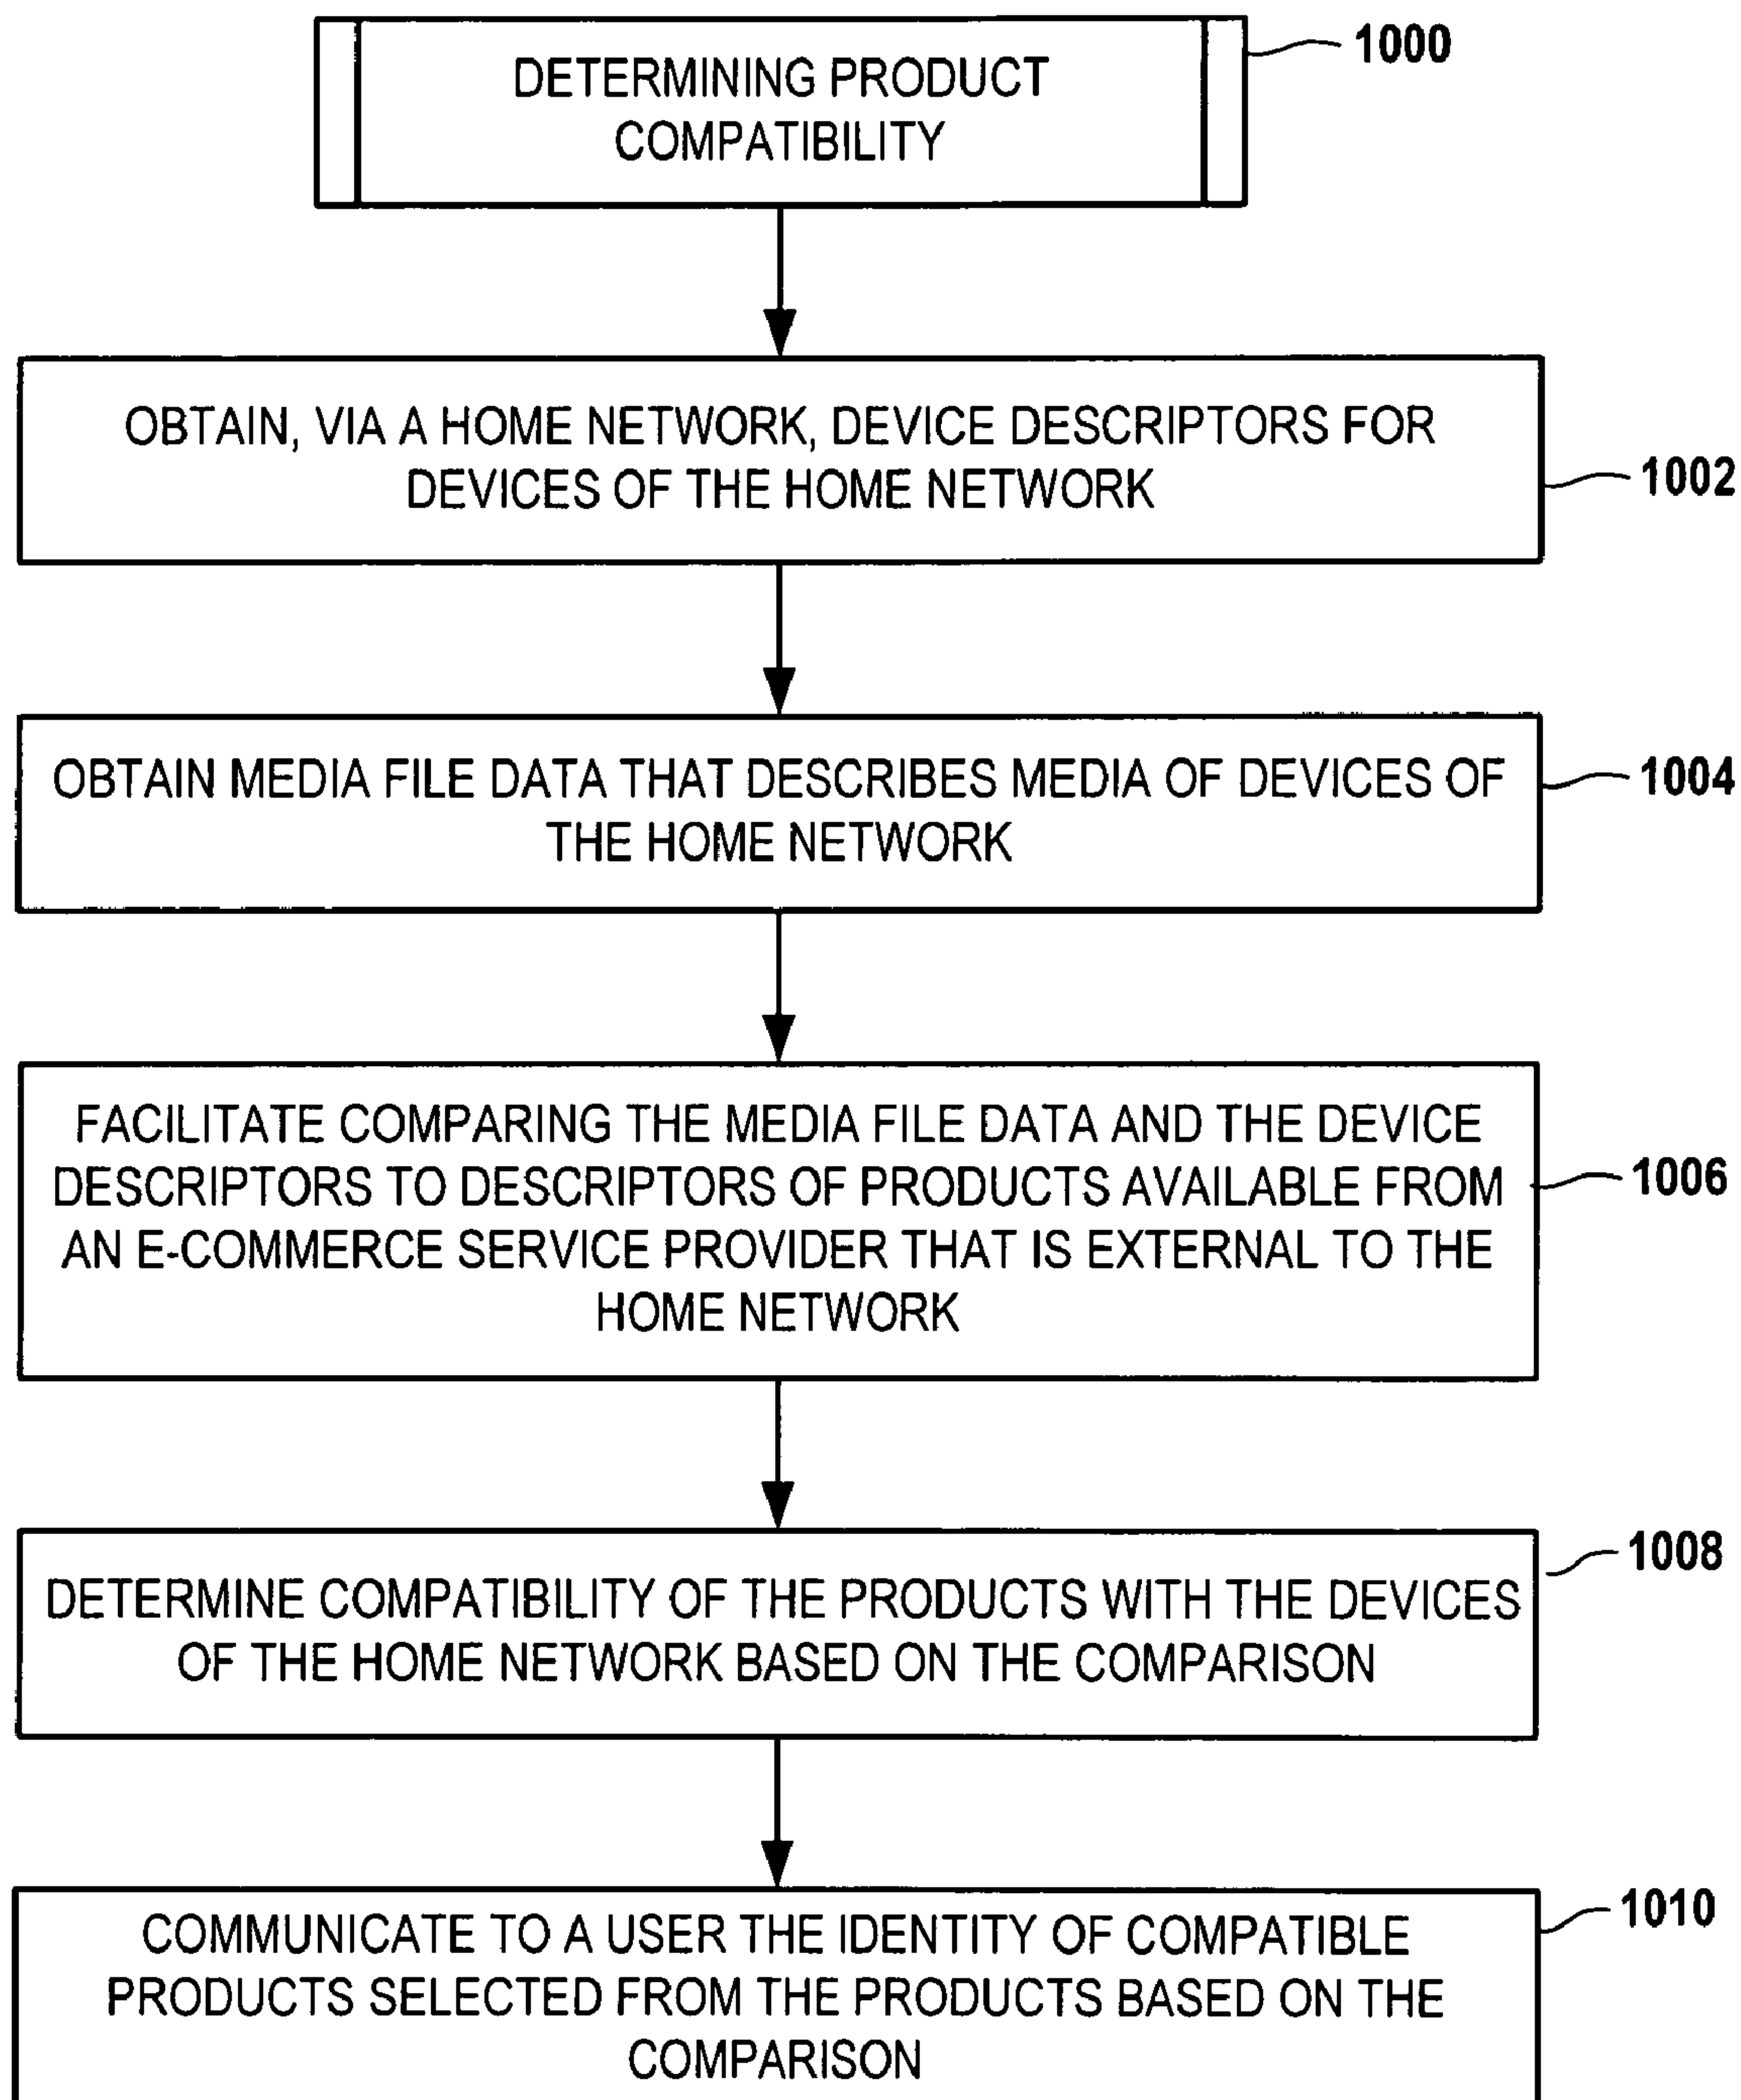 DETERMINING PRODUCT
COMPATIBILITY
1000
OBTAIN, VIA A HOME NETWORK, DEVICE DESCRIPTORS FOR
DEVICES OF THE HOME NETWORK
1002
OBTAIN MEDIA FILE DATA THAT DESCRIBES MEDIA OF DEVICES OF
THE HOME NETWORK
1004
FACILITATE COMPARING THE MEDIA FILE DATA AND THE DEVICE
DESCRIPTORS TO DESCRIPTORS OF PRODUCTS AVAILABLE FROM
AN E-COMMERCE SERVICE PROVIDER THAT IS EXTERNAL TO THE
HOME NETWORK
1006
DETERMINE COMPATIBILITY OF THE PRODUCTS WITH THE DEVICES
OF THE HOME NETWORK BASED ON THE COMPARISON
1008
COMMUNICATE TO A USER THE IDENTITY OF COMPATIBLE
PRODUCTS SELECTED FROM THE PRODUCTS BASED ON THE
COMPARISON
1010